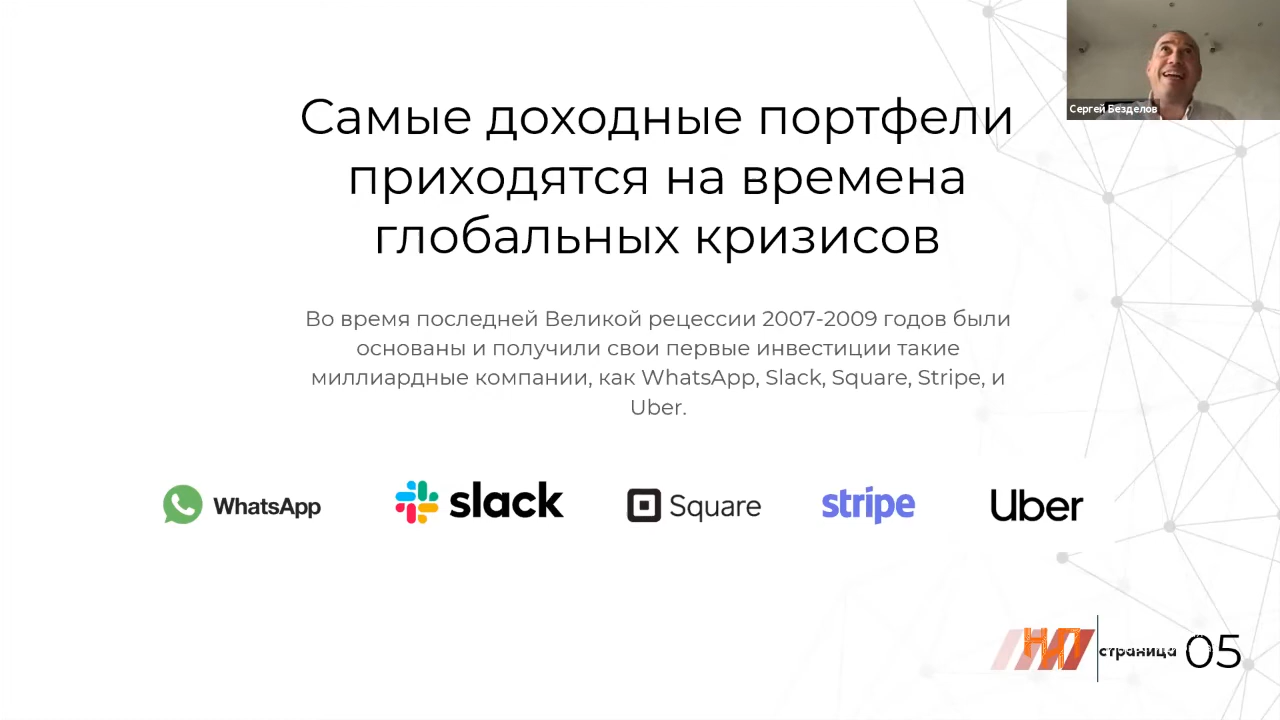 Сергей Безделов
Самые доходные портфели
приходятся на времена
глобальных кризисов
Во время последней Великой рецессии 2007-2009 годов были
основаны и получили свои первые инвестиции такие
миллиардные компании, как WhatsApp, Slack, Square, Stripe, и
Uber.
WhatsApp slack Square stripe Uber
страница 05